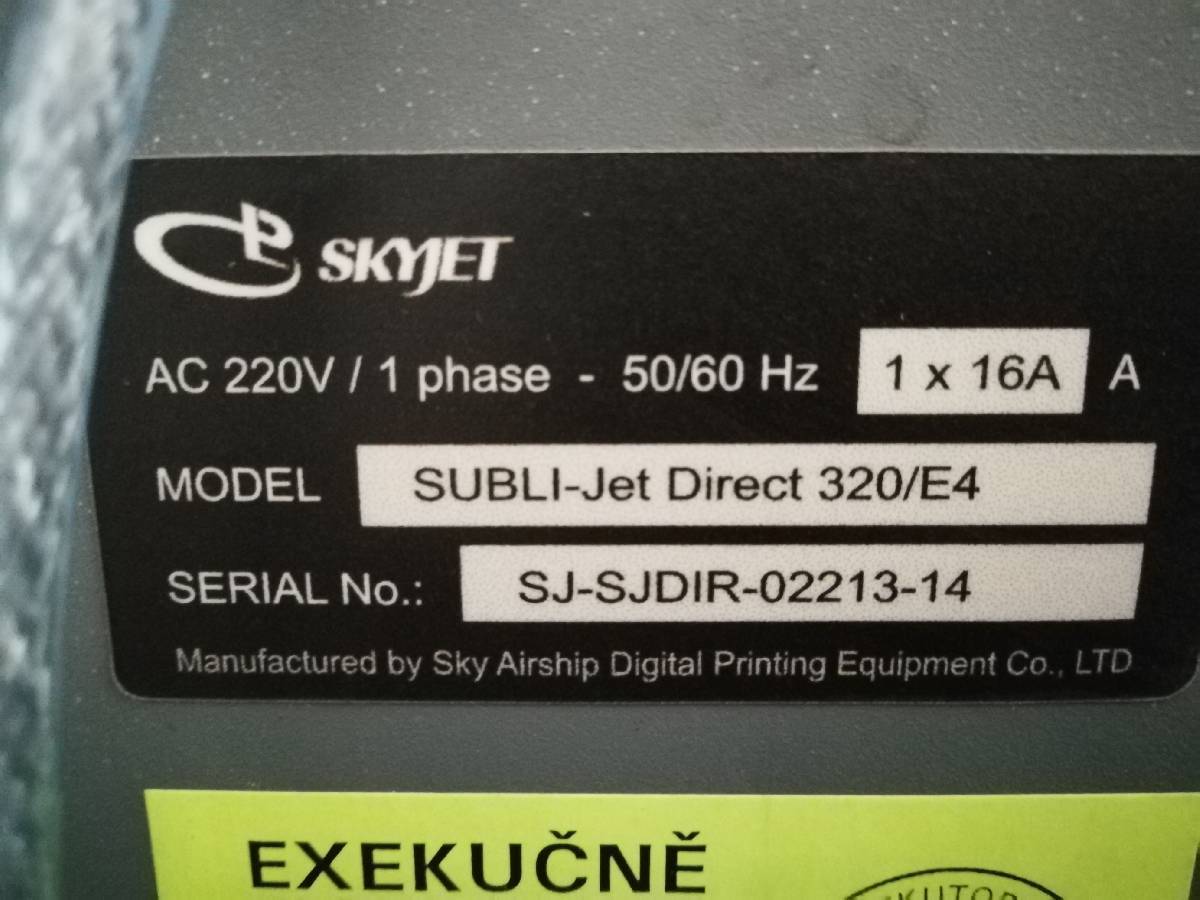 SKYJET
AC 220V / 1 phase - 50/60 Hz 1 x 16A A
MODEL SUBLI-Jet Direct 320/E4
SERIAL No.: SJ-SJDIR-02213-14
Manufactured by Sky Airship Digital Printing Equipment Co., LTD
EXEKUČNĚ